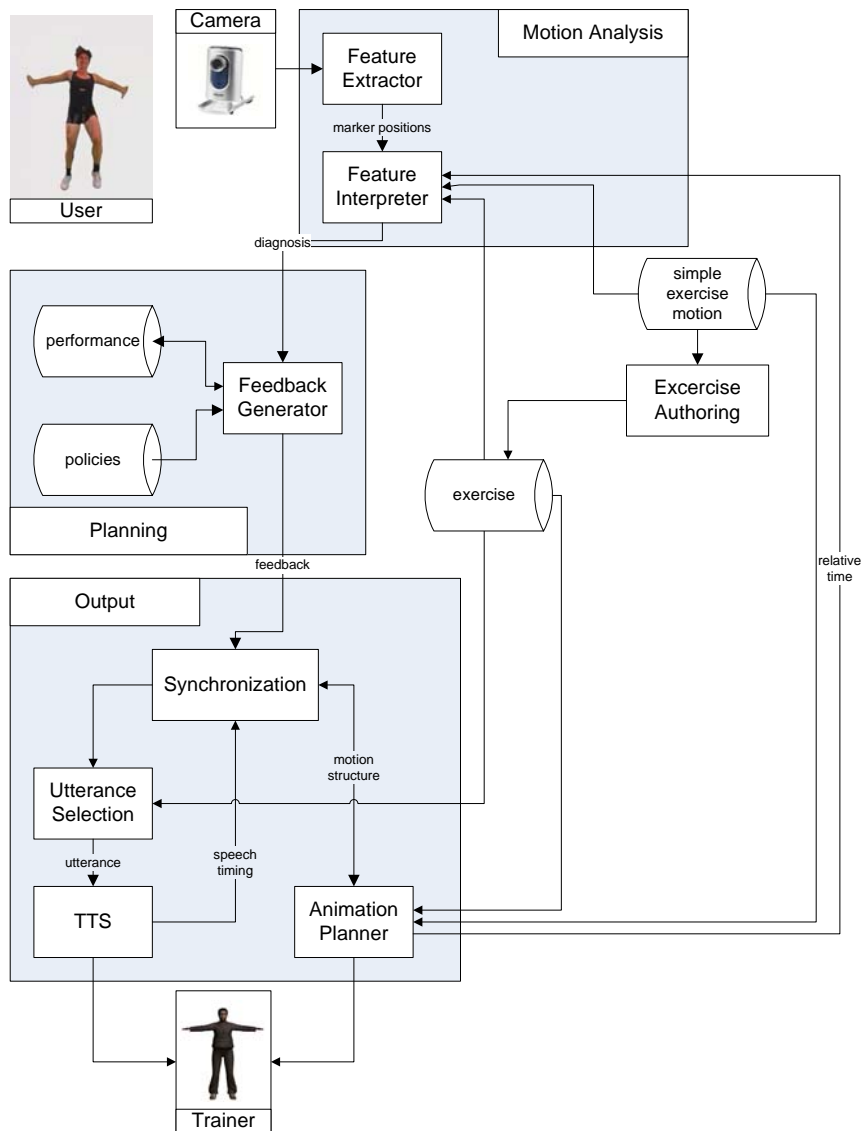 Camera
Motion Analysis
Feature
Extractor
marker positions
Feature
Interpreter
User
diagnosis
simple
exercise
motion
performance
Feedback
Generator
Excercise
Authoring
policies
exercise
Planning
feedback
relative
time
Output
Synchronization
motion
structure
Utterance
Selection
utterance
speech
timing
TTS
Animation
Planner
Trainer